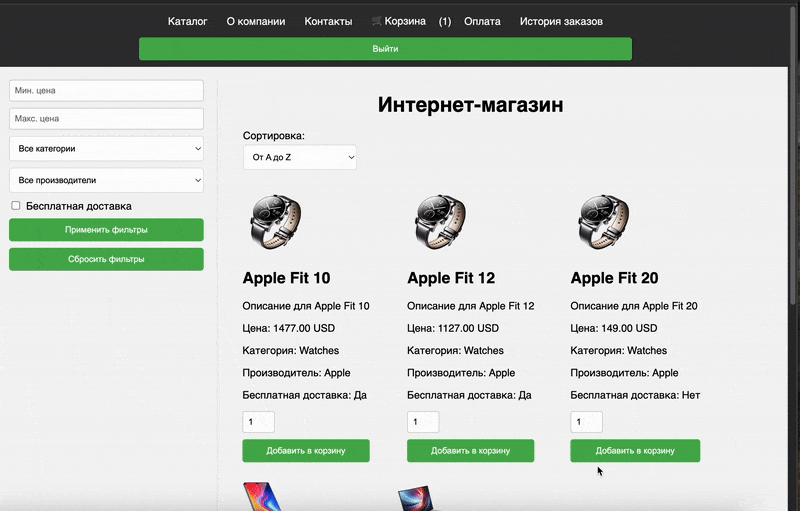 Каталог О компании Контакты 🛒Корзина (1) Оплата История заказов
Выйти
Мин. цена
Макс. цена
Все категории
Все производители
Бесплатная доставка
Применить фильтры
Сбросить фильтры
Интернет-магазин
Сортировка:
От A до Z
Apple Fit 10
Описание для Apple Fit 10
Цена: 1477.00 USD
Категория: Watches
Производитель: Apple
Бесплатная доставка: Да
1
Добавить в корзину
Apple Fit 12
Описание для Apple Fit 12
Цена: 1127.00 USD
Категория: Watches
Производитель: Apple
Бесплатная доставка: Да
1
Добавить в корзину
Apple Fit 20
Описание для Apple Fit 20
Цена: 149.00 USD
Категория: Watches
Производитель: Apple
Бесплатная доставка: Нет
1
Добавить в корзину